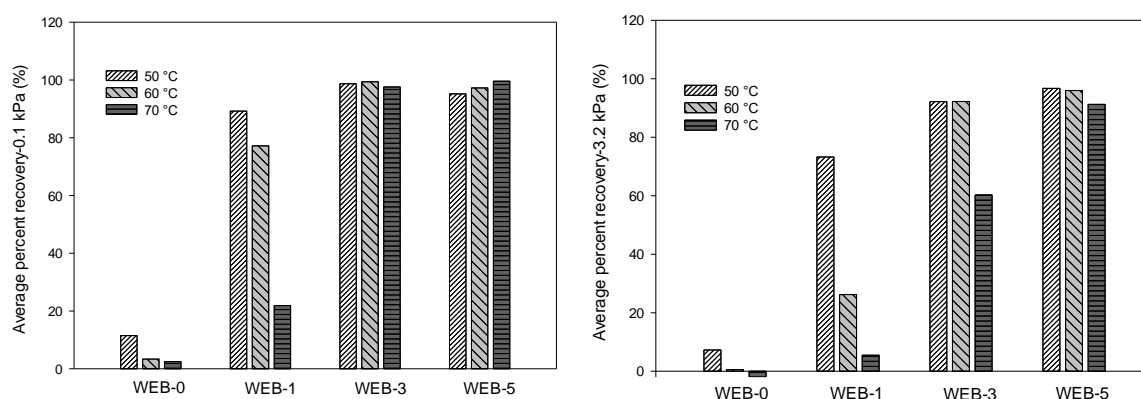 Average percent recovery-0.1 kPa (%)
120
100
80
60
40
20
0
50 °C
60 °C
70 °C
WEB-0 WEB-1 WEB-3 WEB-5
Average percent recovery-3.2 kPa (%)
120
100
80
60
40
20
0
50 °C
60 °C
70 °C
WEB-0 WEB-1 WEB-3 WEB-5